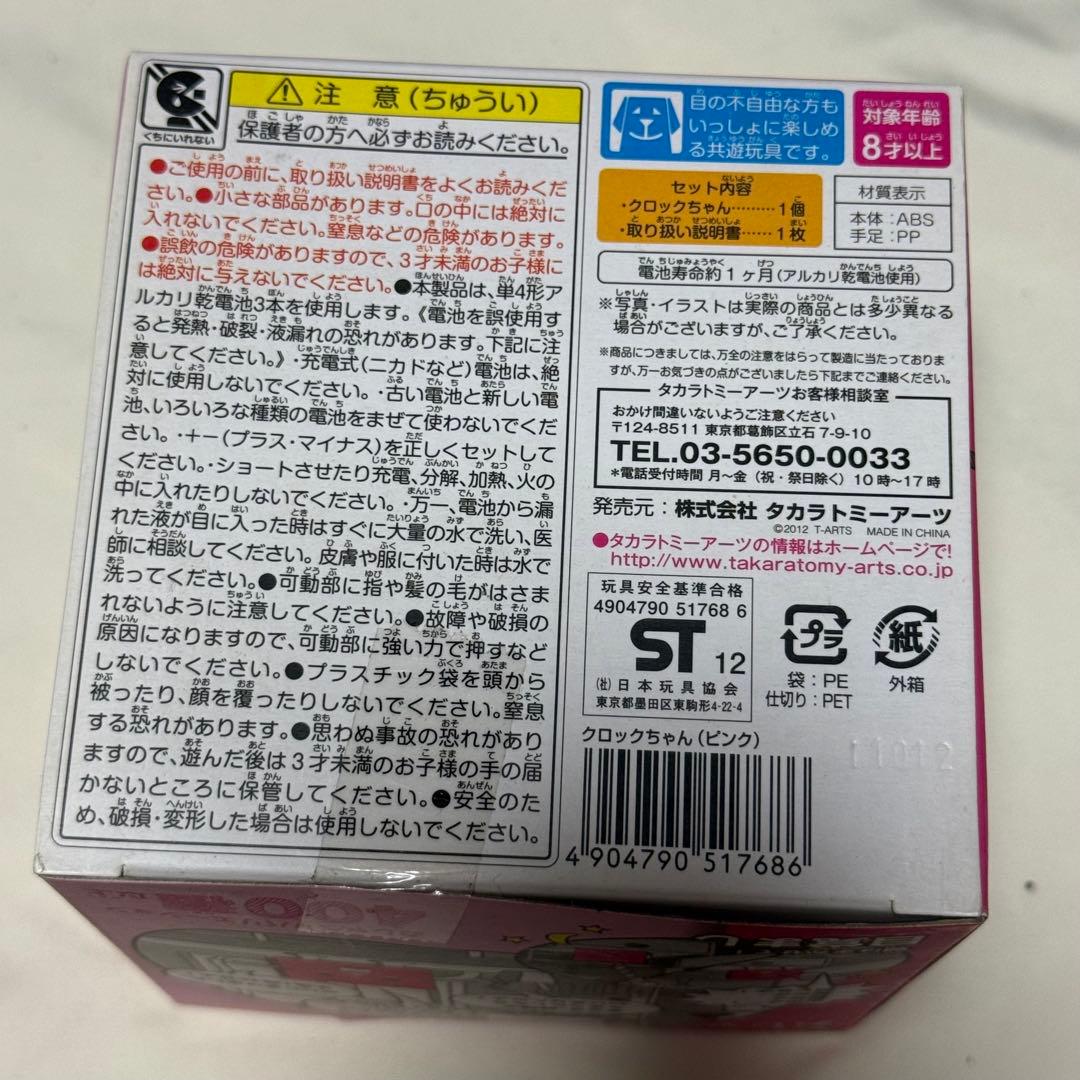 くちにいれない
注 意（ちゅうい）
保護者の方へ必ずお読みください。
●ご使用の前に、取り扱い説明書をよくお読みくだ
さい。●小さな部品があります。口の中には絶対に
入れないでください。窒息などの危険があります。
●誤飲の危険がありますので、3才未満のお子様に
は絶対に与えないでください。●本製品は、単4形ア
ルカリ乾電池3本を使用します。《電池を誤使用す
ると発熱・破裂・液漏れの恐れがあります。下記に注
意してください。》・充電式(ニカドなど)電池は、絶
対に使用しないでください。・古い電池と新しい電
池、いろいろな種類の電池をまぜて使わないでくだ
さい。・＋−(プラス・マイナス)を正しくセットして
ください。・ショートさせたり充電、分解、加熱、火の
中に入れたりしないでください。・万一、電池から漏
れた液が目に入った時はすぐに大量の水で洗い、医
師に相談してください。皮膚や服に付いた時は水で
洗ってください。●可動部に指や髪の毛がはさま
れないように注意してください。●故障や破損の
原因になりますので、可動部に強い力で押すなど
しないでください。●プラスチック袋を頭から
被ったり、顔を覆ったりしないでください。窒息
する恐れがあります。●思わぬ事故の恐れがあり
ますので、遊んだ後は3才未満のお子様の手の届
かないところに保管してください。●安全のた
め、破損・変形した場合は使用しないでください。
目の不自由な方も
いっしょに楽しめ
る共遊玩具です。
対象年齢
8才以上
セット内容
・クロックちゃん………1個
・取り扱い説明書……1枚
材質表示
本体：ABS
手足：PP
電池寿命約1ヶ月(アルカリ乾電池使用)
※写真・イラストは実際の商品とは多少異なる
場合がございますが、ご了承ください。
※商品につきましては、万全の注意をはらって製造に当たっておりま
すが、万一お気づきの点がございましたら下記までご連絡ください。
タカラトミーアーツお客様相談室
おかけ間違いないようご注意ください
〒124-8511 東京都葛飾区立石 7-9-10
TEL.03-5650-0033
*電話受付時間 月～金（祝・祭日除く）10時～17時
発売元：株式会社 タカラトミーアーツ
©2012 T-ARTS MADE IN CHINA
●タカラトミーアーツの情報はホームページで!
http://www.takaratomy-arts.co.jp
玩具安全基準合格
4904790 51768 6
ST 12
(社)日本玩具協会
東京都墨田区東駒形4-22-4
プラ
袋：PE
仕切り：PET
紙
外箱
クロックちゃん(ピンク)
11012
4 904790 517686